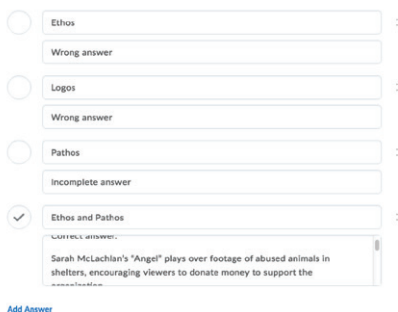 Ethos
Wrong answer
Logos
Wrong answer
Pathos
Incomplete answer
Ethos and Pathos
Correct answer:
Sarah McLachlan's "Angel" plays over footage of abused animals in
shelters, encouraging viewers to donate money to support the
organization
Add Answer